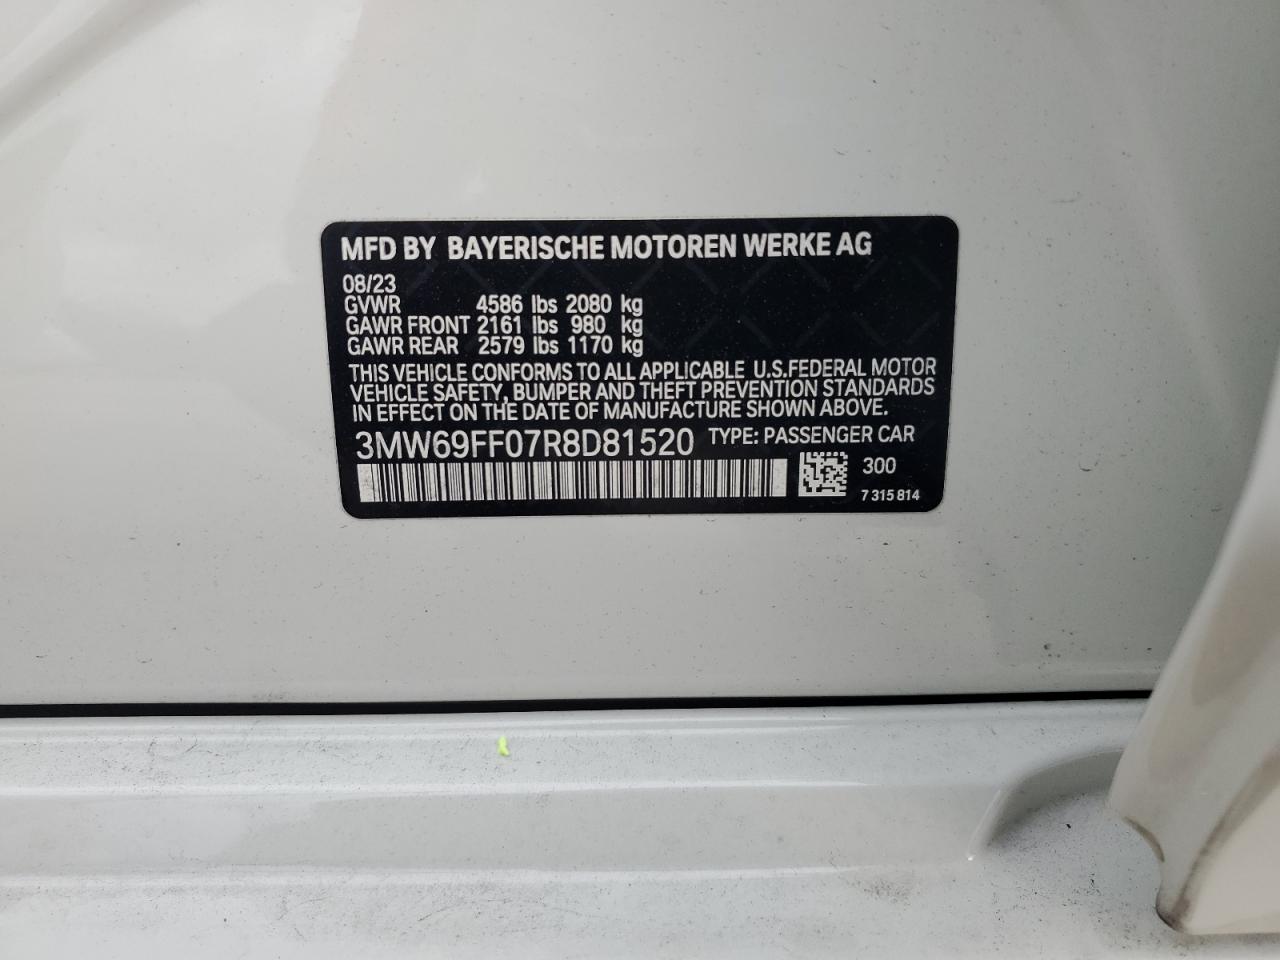 MFD BY BAYERISCHE MOTOREN WERKE AG
08/23
GVWR 4586 lbs 2080 kg
GAWR FRONT 2161 lbs 980 kg
GAWR REAR 2579 lbs 1170 kg
THIS VEHICLE CONFORMS TO ALL APPLICABLE U.S.FEDERAL MOTOR
VEHICLE SAFETY, BUMPER AND THEFT PREVENTION STANDARDS
IN EFFECT ON THE DATE OF MANUFACTURE SHOWN ABOVE.
3MW69FF07R8D81520 TYPE: PASSENGER CAR
300
7 315 814